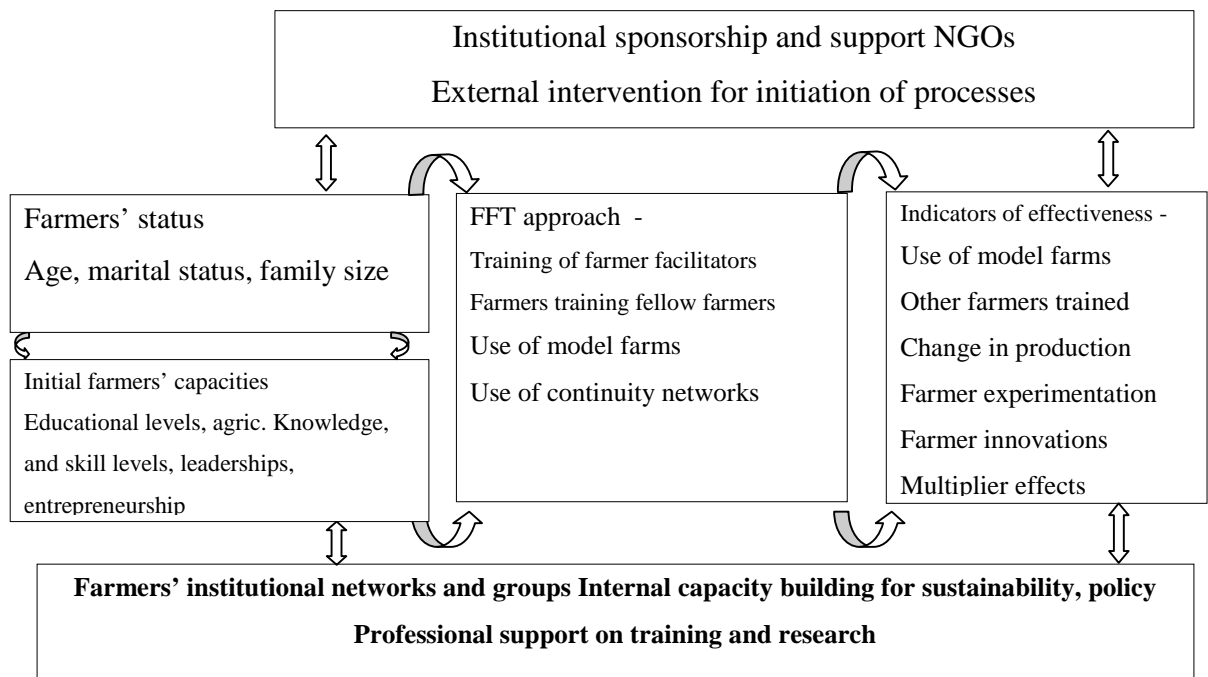 Institutional sponsorship and support NGOs
External intervention for initiation of processes
Farmers’ status
Age, marital status, family size
Initial farmers’ capacities
Educational levels, agric. Knowledge,
and skill levels, leaderships,
entrepreneurship
FFT approach -
Training of farmer facilitators
Farmers training fellow farmers
Use of model farms
Use of continuity networks
Indicators of effectiveness -
Use of model farms
Other farmers trained
Change in production
Farmer experimentation
Farmer innovations
Multiplier effects
Farmers’ institutional networks and groups Internal capacity building for sustainability, policy
Professional support on training and research